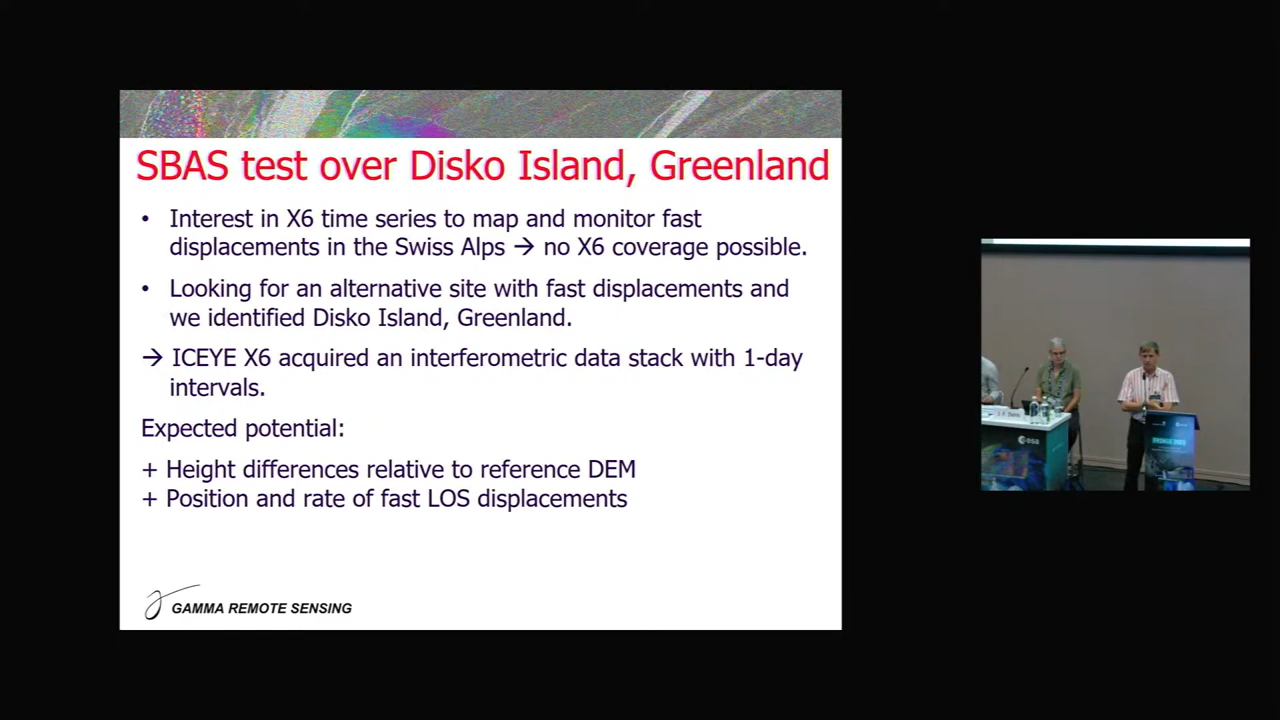 SBAS test over Disko Island, Greenland
• Interest in X6 time series to map and monitor fast
displacements in the Swiss Alps → no X6 coverage possible.
• Looking for an alternative site with fast displacements and
we identified Disko Island, Greenland.
→ ICEYE X6 acquired an interferometric data stack with 1-day
intervals.
Expected potential:
+ Height differences relative to reference DEM
+ Position and rate of fast LOS displacements
GAMMA REMOTE SENSING
esa
FRINGE 2023